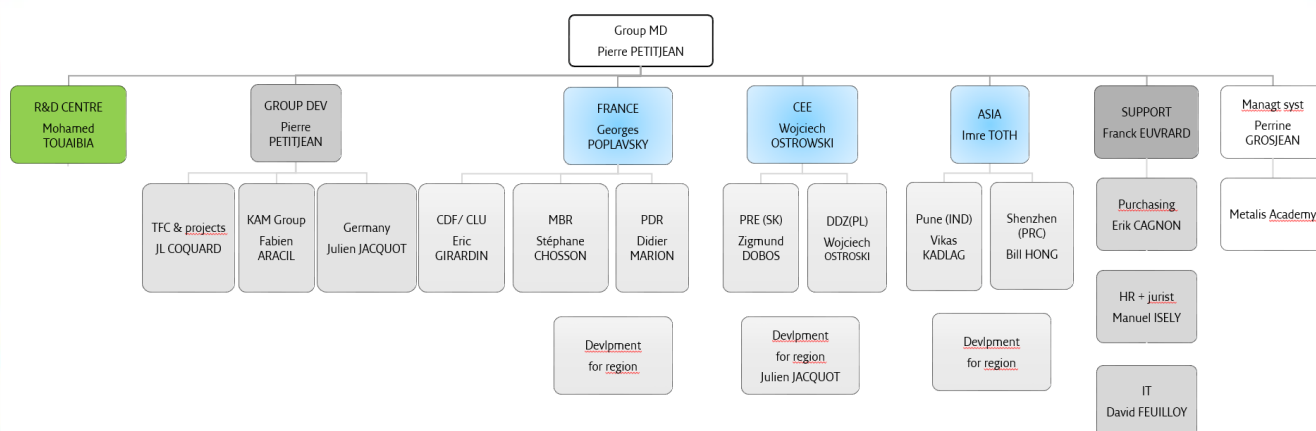 Group MD
Pierre PETITJEAN
R&D CENTRE
Mohamed
TOUAIBIA
GROUP DEV
Pierre
PETITJEAN
FRANCE
Georges
POPLAVSKY
CEE
Wojciech
OSTROWSKI
ASIA
Imre TOTH
SUPPORT
Franck EUVRARD
Managt syst
Perrine
GROSJEAN
TFC & projects
JL COQUARD
KAM Group
Fabien
ARACIL
Germany
Julien JACQUOT
CDF/ CLU
Eric
GIRARDIN
MBR
Stéphane
CHOSSON
PDR
Didier
MARION
PRE (SK)
Zigmund
DOBOS
DDZ(PL)
Wojciech
OSTROSKI
Pune (IND)
Vikas
KADLAG
Shenzhen
(PRC)
Bill HONG
Purchasing
Erik CAGNON
Metalis Academy
HR + jurist
Manuel ISELY
Devlpment
for region
Devlpment
for region
Julien JACQUOT
Devlpment
for region
IT
David FEUILLOY